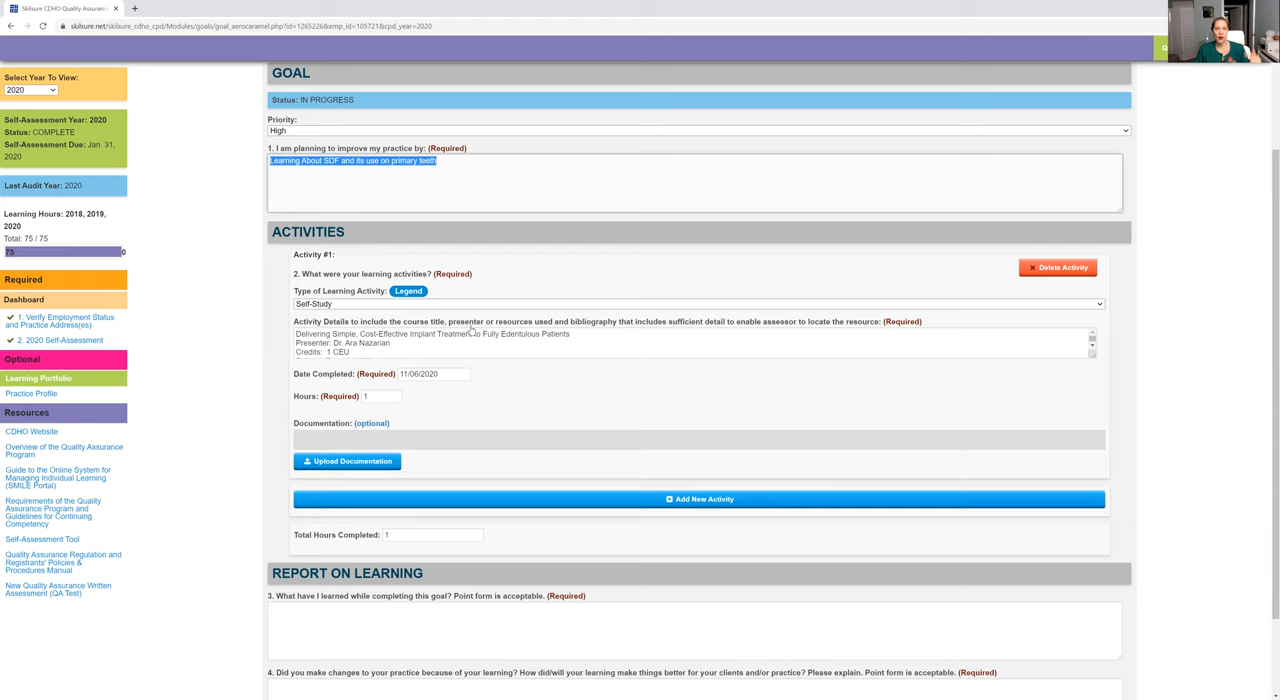 Skilsure CDHO Quality Assuranc
skilsure.net/skilsure_cdho_cpd/Modules/goals/goal_aerocaramel.php?id=1265226&emp_id=105721&cpd_year=2020
Select Year To View:
2020
Self-Assessment Year: 2020
Status: COMPLETE
Self-Assessment Due: Jan. 31,
2020
Last Audit Year: 2020
Learning Hours: 2018, 2019,
2020
Total: 75 / 75
75 0
Required
Dashboard
1. Verify Employment Status
and Practice Address(es)
2. 2020 Self-Assessment
Optional
Learning Portfolio
Practice Profile
Resources
CDHO Website
Overview of the Quality Assurance
Program
Guide to the Online System for
Managing Individual Learning
(SMILE Portal)
Requirements of the Quality
Assurance Program and
Guidelines for Continuing
Competency
Self-Assessment Tool
Quality Assurance Regulation and
Registrants' Policies &
Procedures Manual
New Quality Assurance Written
Assessment (QA Test)
GOAL
Status: IN PROGRESS
Priority:
High
1. I am planning to improve my practice by: (Required)
Learning About SDF and its use on primary teeth
ACTIVITIES
Activity #1:
Delete Activity
2. What were your learning activities? (Required)
Type of Learning Activity: Legend
Self-Study
Activity Details to include the course title, presenter or resources used and bibliography that includes sufficient detail to enable assessor to locate the resource: (Required)
Delivering Simple, Cost-Effective Implant Treatment to Fully Edentulous Patients
Presenter: Dr. Ara Nazarian
Credits: 1 CEU
Date Completed: (Required) 11/06/2020
Hours: (Required) 1
Documentation: (optional)
Upload Documentation
Add New Activity
Total Hours Completed: 1
REPORT ON LEARNING
3. What have I learned while completing this goal? Point form is acceptable. (Required)
4. Did you make changes to your practice because of your learning? How did/will your learning make things better for your clients and/or practice? Please explain. Point form is acceptable. (Required)